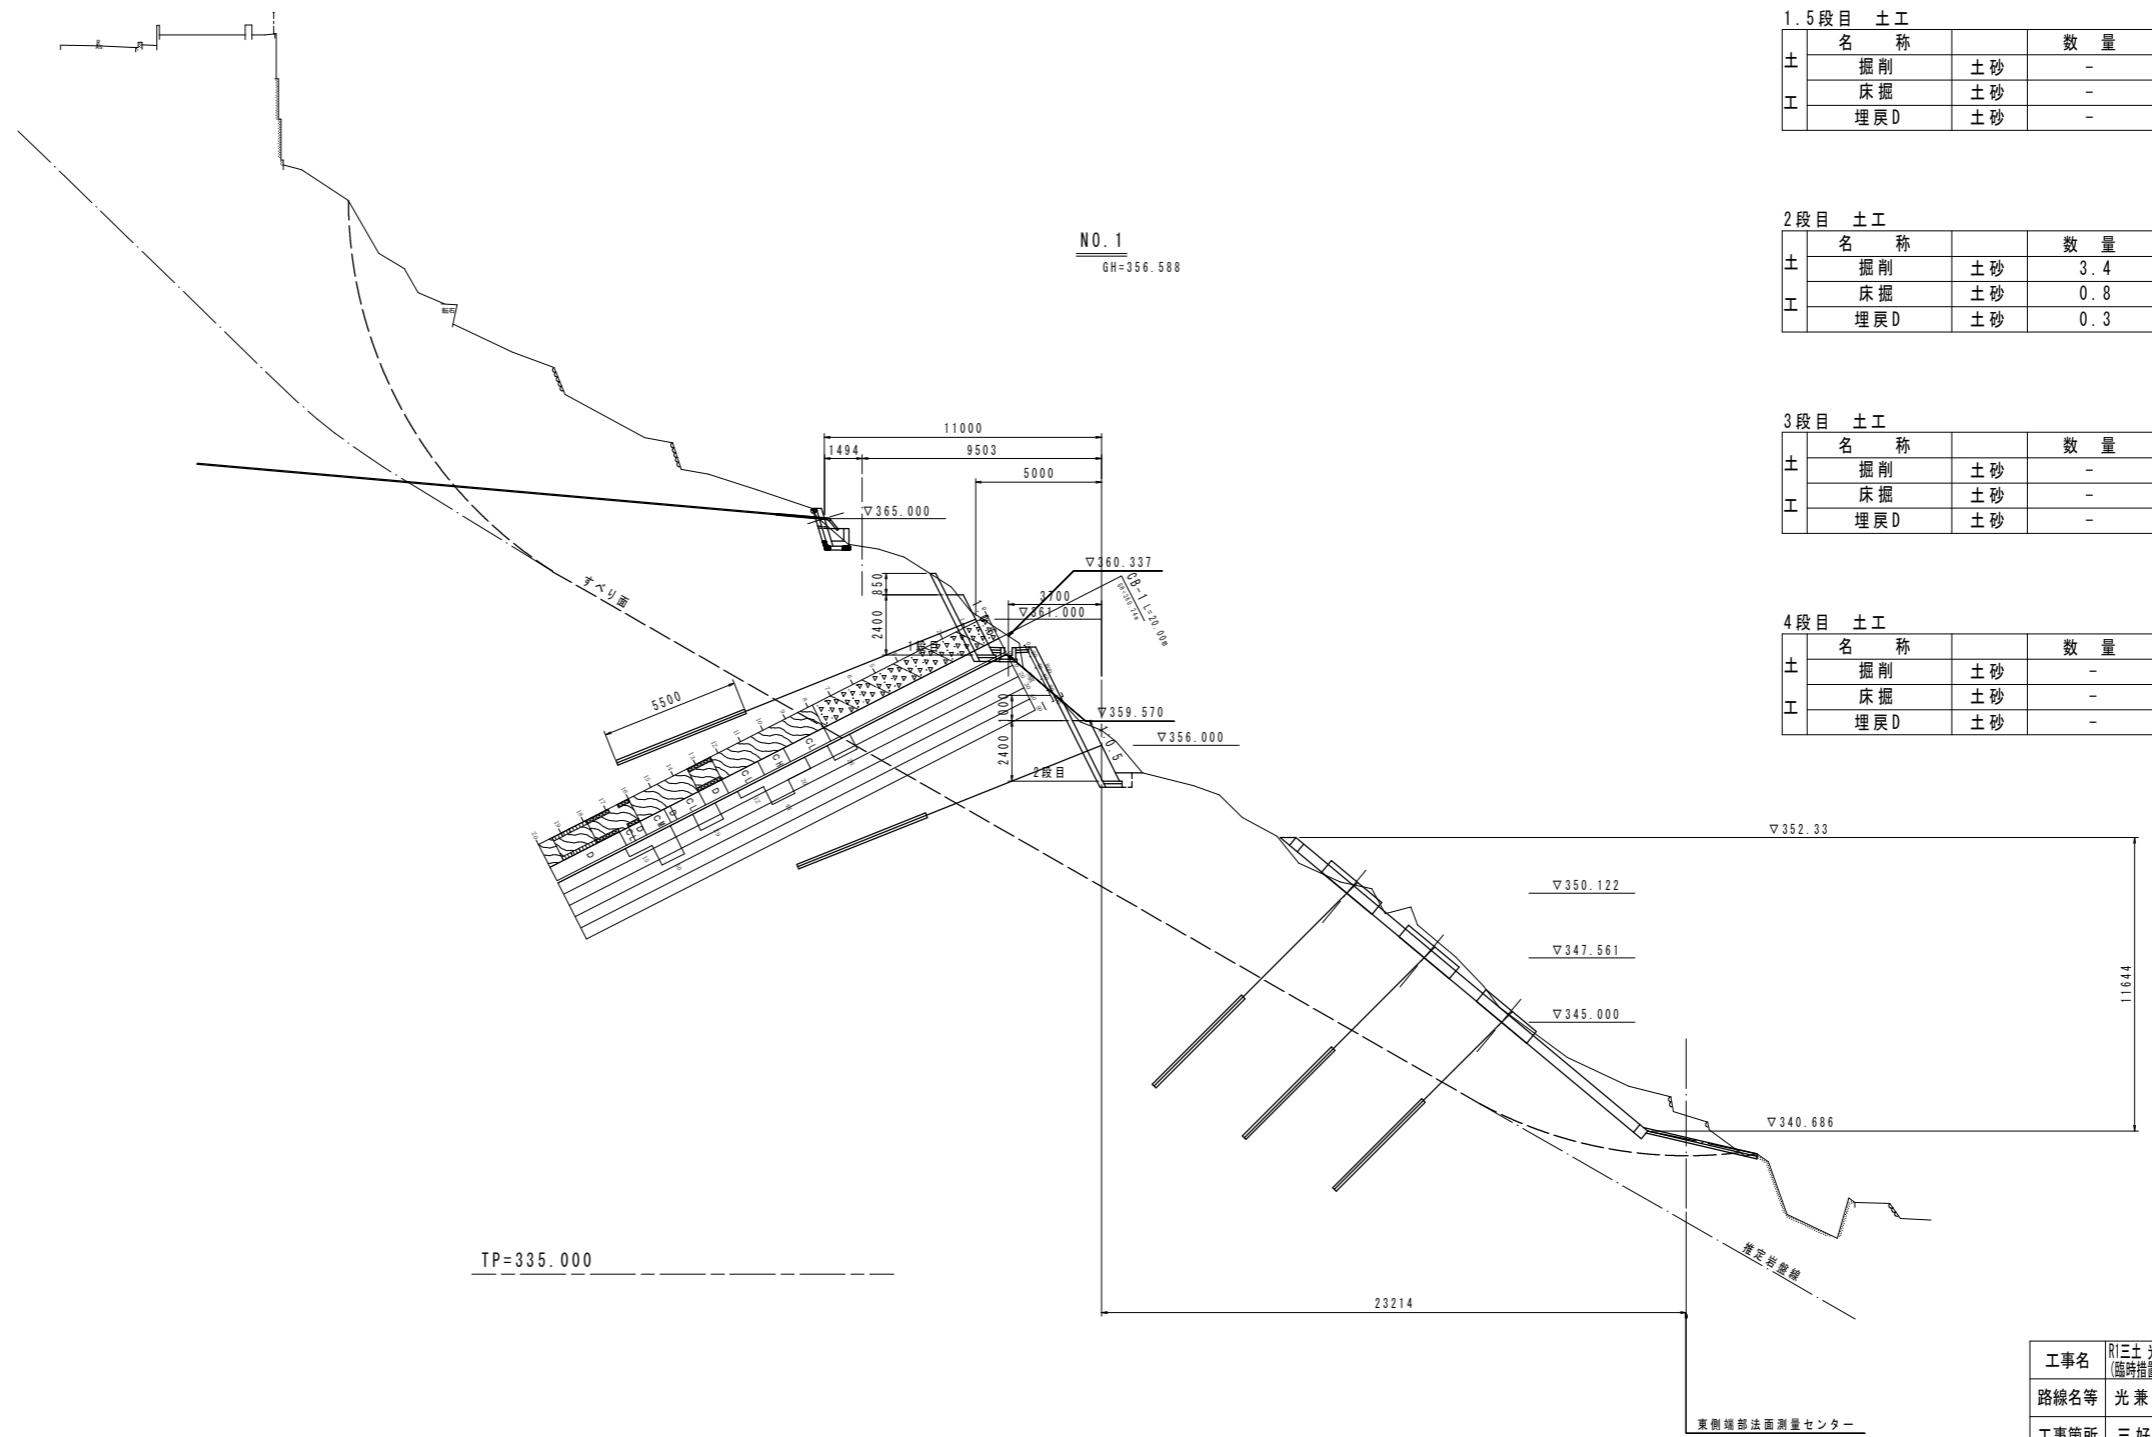 1.5段目 土工
土工
名 称 数 量
掘削 土砂 -
床掘 土砂 -
埋戻D 土砂 -
2段目 土工
土工
名 称 数 量
掘削 土砂 3.4
床掘 土砂 0.8
埋戻D 土砂 0.3
3段目 土工
土工
名 称 数 量
掘削 土砂 -
床掘 土砂 -
埋戻D 土砂 -
4段目 土工
土工
名 称 数 量
掘削 土砂 -
床掘 土砂 -
埋戻D 土砂 -
NO.1
GH=356.588
転石
11000
1494
9503
5000
▽365.000
▽360.337
CB-1 L=20.00m
3700
▽361.000
850
2400
すべり面
5500
▽359.570
▽356.000
2400
2段目
▽352.33
▽350.122
▽347.561
▽345.000
11644
▽340.686
推定岩盤線
TP=335.000
23214
東側端部法面測量センター
工事名 R1三土
路線名等 光兼
工事箇所 三好